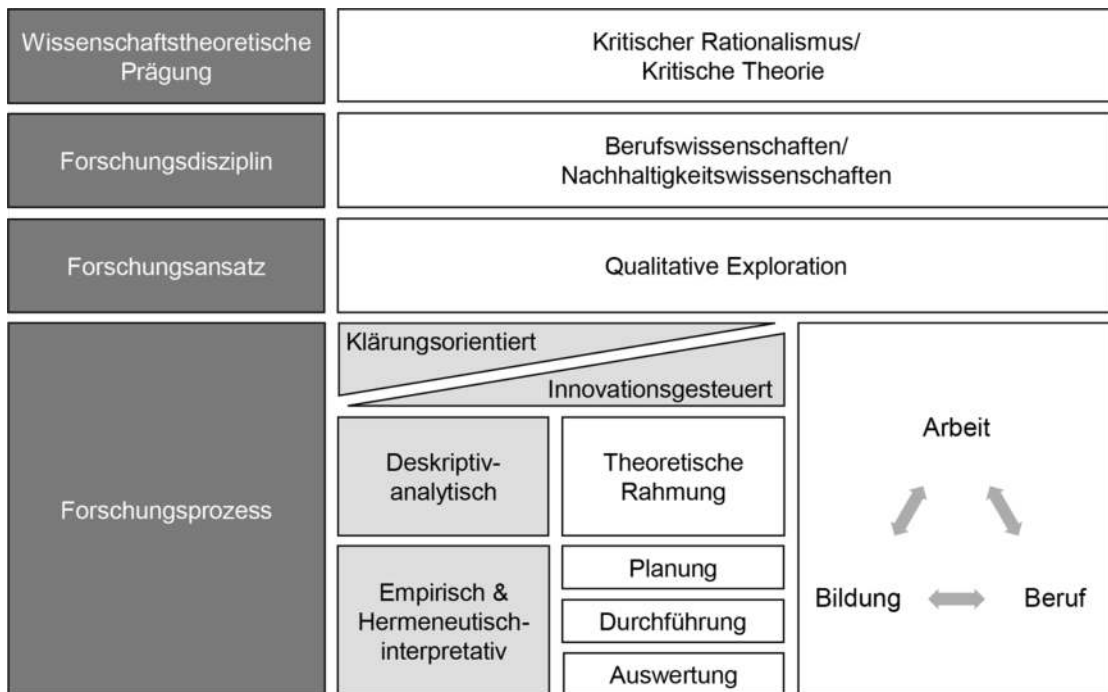 Wissenschaftstheoretische
Prägung
Kritischer Rationalismus/
Kritische Theorie
Forschungsdisziplin
Berufswissenschaften/
Nachhaltigkeitswissenschaften
Forschungsansatz
Qualitative Exploration
Forschungsprozess
Klärungsorientiert
Innovationsgesteuert
Deskriptiv-
analytisch
Theoretische
Rahmung
Empirisch &
Hermeneutisch-
interpretativ
Planung
Durchführung
Auswertung
Arbeit
Bildung
Beruf